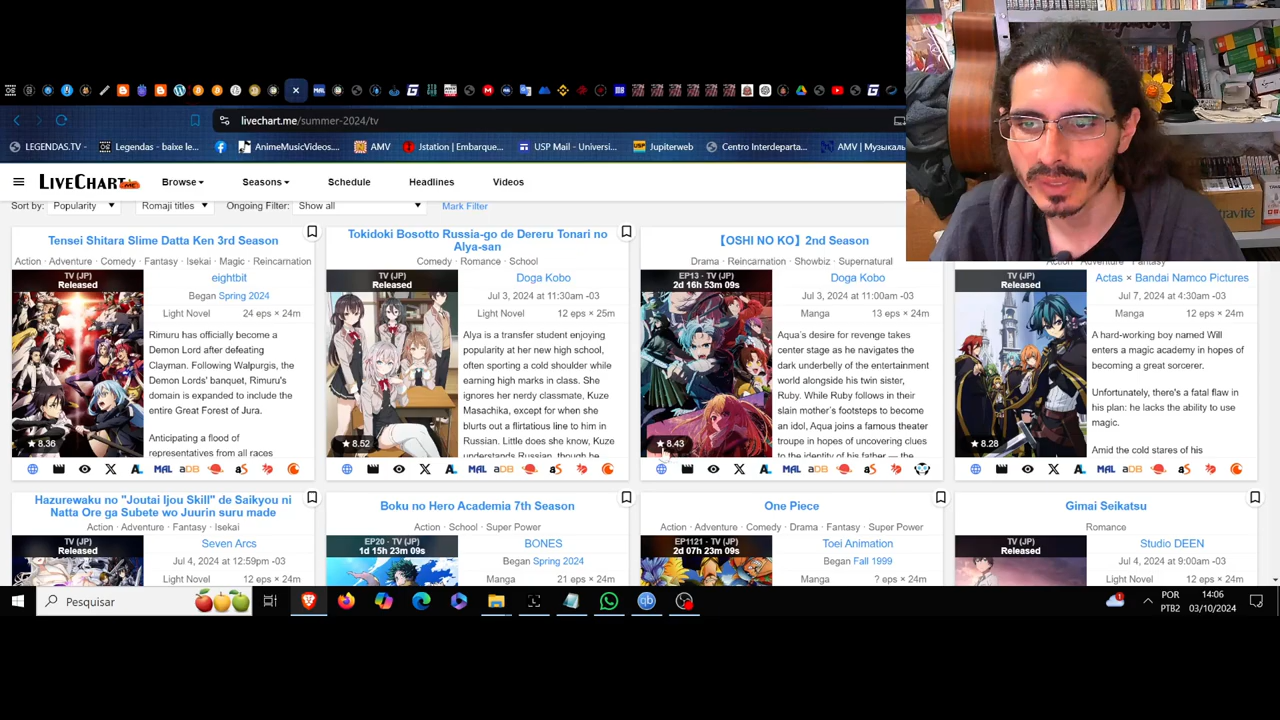 livechart.me/summer-2024/tv
LEGENDAS.TV -
Legendas - baixe le...
AnimeMusicVideos....
AMV
Jstation | Embarque...
USP Mail - Universi...
Jupiterweb
Centro Interdeparta...
AMV | Музыкаль
LIVECHART.ME
Browse
Seasons
Schedule
Headlines
Videos
Sort by:
Popularity
Romaji titles
Ongoing Filter:
Show all
Mark Filter
Tensei Shitara Slime Datta Ken 3rd Season
Action · Adventure · Comedy · Fantasy · Isekai · Magic · Reincarnation
TV (JP)
Released
eightbit
Began Spring 2024
Light Novel
24 eps × 24m
Rimuru has officially become a
Demon Lord after defeating
Clayman. Following Walpurgis, the
Demon Lords' banquet, Rimuru's
domain is expanded to include the
entire Great Forest of Jura.
Anticipating a flood of
representatives from all races
8.36
Tokidoki Bosotto Russia-go de Dereru Tonari no
Alya-san
Comedy · Romance · School
TV (JP)
Released
Doga Kobo
Jul 3, 2024 at 11:30am -03
Light Novel
12 eps × 25m
Alya is a transfer student enjoying
popularity at her new high school,
often sporting a cold shoulder while
earning high marks in class. She
ignores her nerdy classmate, Kuze
Masachika, except for when she
blurts out a flirtatious line to him in
Russian. Little does she know, Kuze
understands Russian, though he
8.52
【OSHI NO KO】 2nd Season
Drama · Reincarnation · Showbiz · Supernatural
EP13 · TV (JP)
2d 16h 53m 09s
Doga Kobo
Jul 3, 2024 at 11:00am -03
Manga
13 eps × 24m
Aqua's desire for revenge takes
center stage as he navigates the
dark underbelly of the entertainment
world alongside his twin sister,
Ruby. While Ruby follows in their
slain mother's footsteps to become
an idol, Aqua joins a famous theater
troupe in hopes of uncovering clues
to the identity of his father — the
8.43
TV (JP)
Released
Actas × Bandai Namco Pictures
Jul 7, 2024 at 4:30am -03
Manga
12 eps × 24m
A hard-working boy named Will
enters a magic academy in hopes of
becoming a great sorcerer.
Unfortunately, there's a fatal flaw in
his plan: he lacks the ability to use
magic.
Amid the cold stares of his
8.28
Hazurewaku no "Joutai Ijou Skill" de Saikyou ni
Natta Ore ga Subete wo Juurin suru made
Action · Adventure · Fantasy · Isekai
TV (JP)
Released
Seven Arcs
Jul 4, 2024 at 12:59pm -03
Light Novel
12 eps × 24m
Boku no Hero Academia 7th Season
Action · School · Super Power
EP20 · TV (JP)
1d 15h 23m 09s
BONES
Began Spring 2024
Manga
21 eps × 24m
One Piece
Action · Adventure · Comedy · Drama · Fantasy · Super Power
EP1121 · TV (JP)
2d 07h 23m 09s
Toei Animation
Began Fall 1999
Manga
? eps × 24m
Gimai Seikatsu
Romance
TV (JP)
Released
Studio DEEN
Jul 4, 2024 at 9:00am -03
Light Novel
12 eps × 24m
Pesquisar
POR
PTB2
14:06
03/10/2024